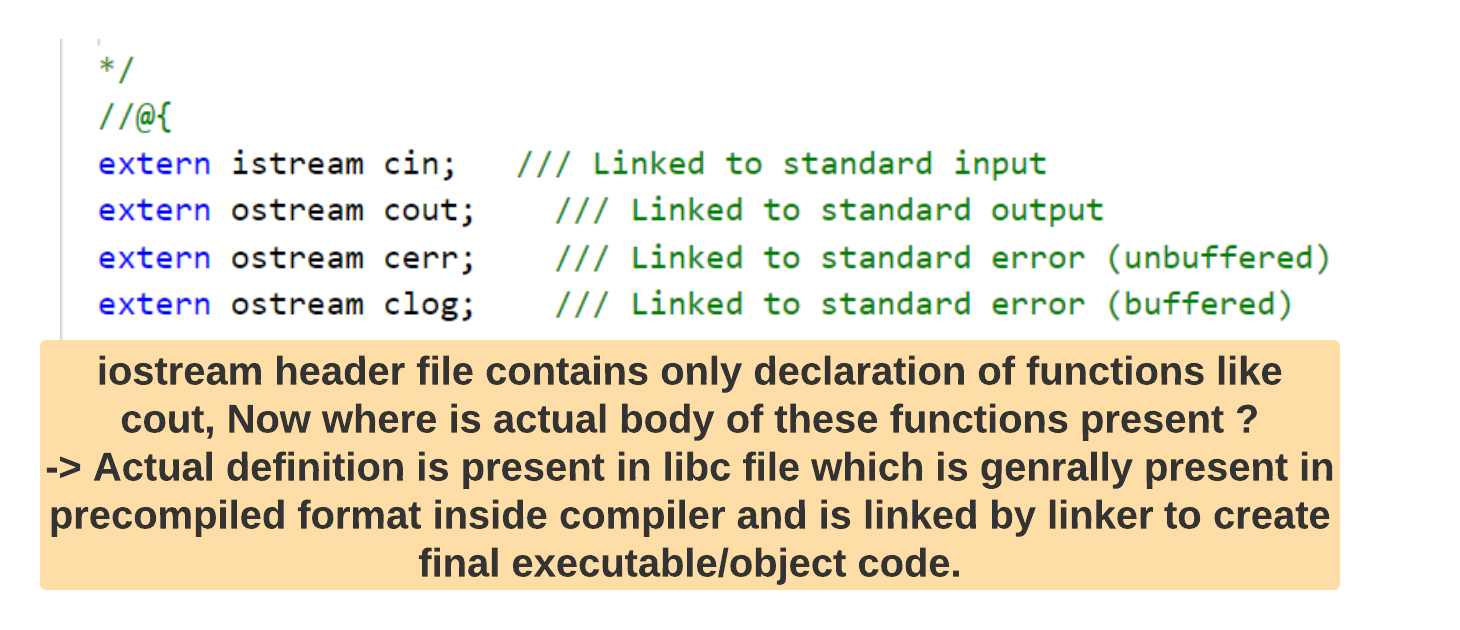 */
//@{
extern istream cin;   /// Linked to standard input
extern ostream cout;    /// Linked to standard output
extern ostream cerr;    /// Linked to standard error (unbuffered)
extern ostream clog;    /// Linked to standard error (buffered)
iostream header file contains only declaration of functions like
cout, Now where is actual body of these functions present ?
-> Actual definition is present in libc file which is genrally present in
precompiled format inside compiler and is linked by linker to create
final executable/object code.